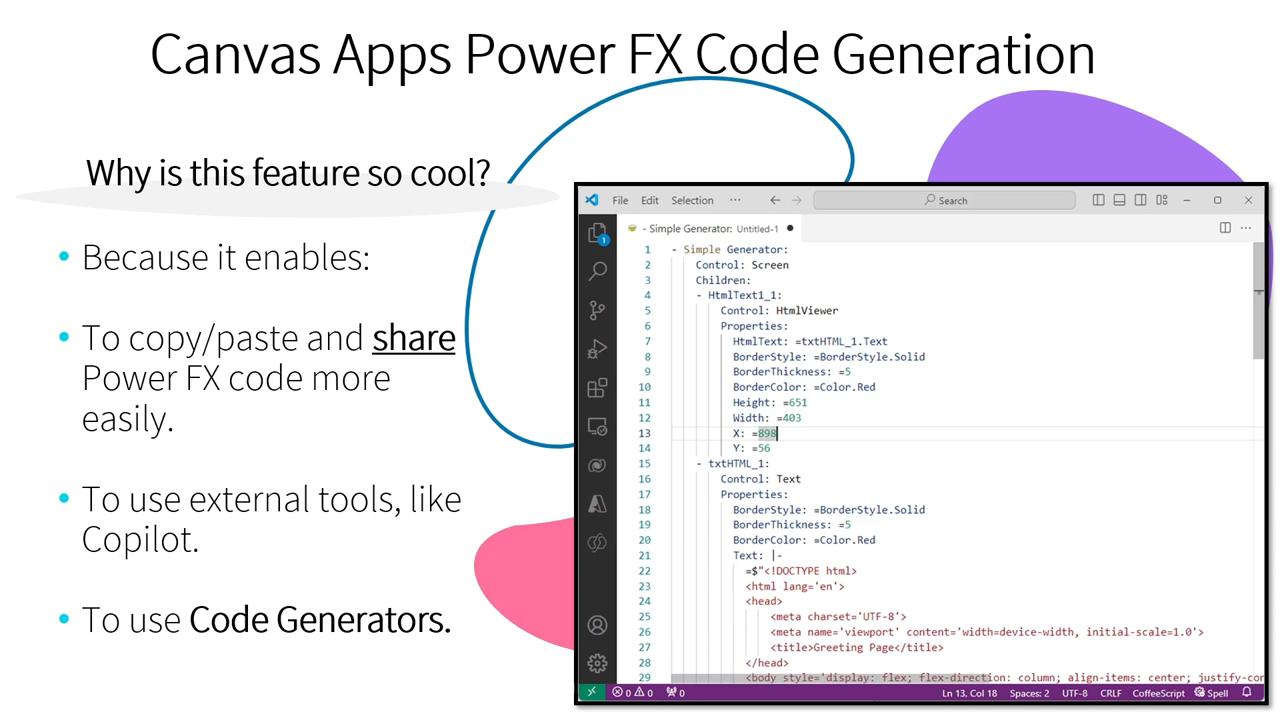 Canvas Apps Power FX Code Generation
Why is this feature so cool?
• Because it enables:
• To copy/paste and share
Power FX code more
easily.
• To use external tools, like
Copilot.
• To use Code Generators.
File Edit Selection ··· Search
- Simple Generator: Untitled-1 ●
1 - Simple Generator:
2 Control: Screen
3 Children:
4 - HtmlText1_1:
5 Control: HtmlViewer
6 Properties:
7 HtmlText: =txtHTML_1.Text
8 BorderStyle: =BorderStyle.Solid
9 BorderThickness: =5
10 BorderColor: =Color.Red
11 Height: =651
12 Width: =403
13 X: =898
14 Y: =56
15 - txtHTML_1:
16 Control: Text
17 Properties:
18 BorderStyle: =BorderStyle.Solid
19 BorderThickness: =5
20 BorderColor: =Color.Red
21 Text: |-
22 =$"<!DOCTYPE html>
23 <html lang='en'>
24 <head>
25 <meta charset='UTF-8'>
26 <meta name='viewport' content='width=device-width, initial-scale=1.0'>
27 <title>Greeting Page</title>
28 </head>
29 <body style='display: flex; flex-direction: column; align-items: center; justify-con
1
0 0 0 Ln 13, Col 18 Spaces: 2 UTF-8 CRLF CoffeeScript Spell